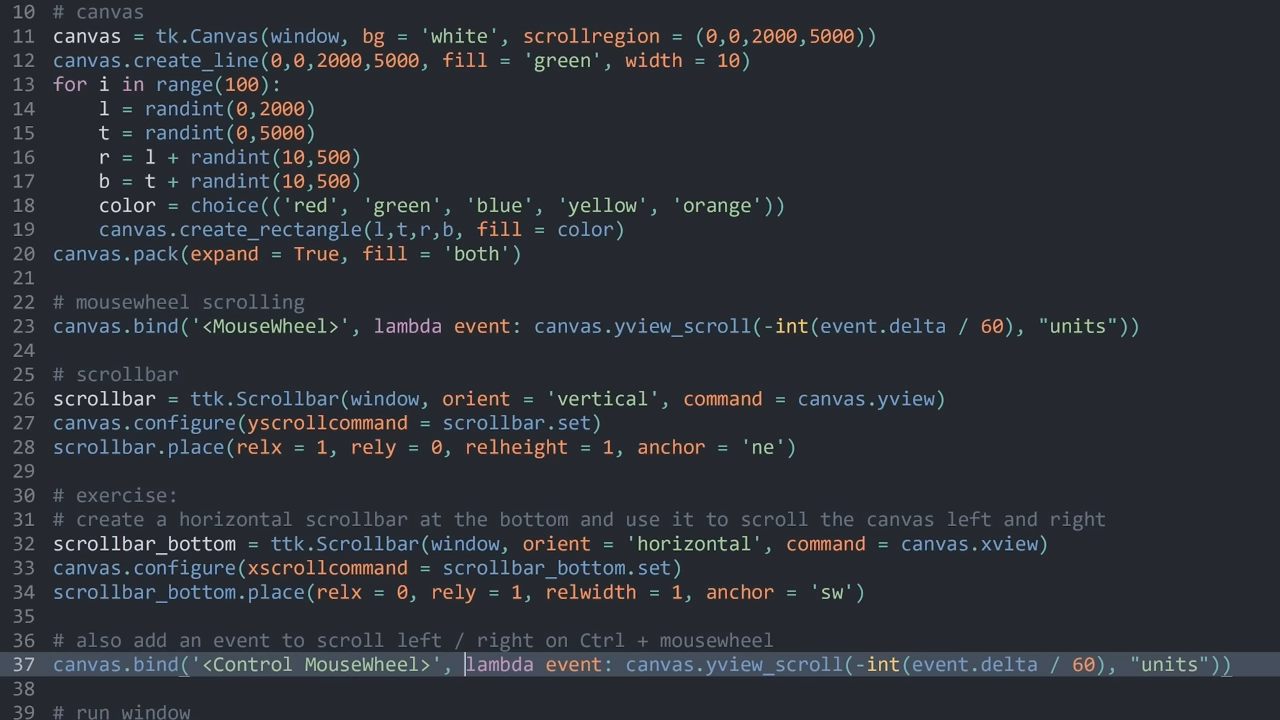 10 # canvas
11 canvas = tk.Canvas(window, bg = 'white', scrollregion = (0,0,2000,5000))
12 canvas.create_line(0,0,2000,5000, fill = 'green', width = 10)
13 for i in range(100):
14     l = randint(0,2000)
15     t = randint(0,5000)
16     r = l + randint(10,500)
17     b = t + randint(10,500)
18     color = choice(('red', 'green', 'blue', 'yellow', 'orange'))
19     canvas.create_rectangle(l,t,r,b, fill = color)
20 canvas.pack(expand = True, fill = 'both')
21
22 # mousewheel scrolling
23 canvas.bind('<MouseWheel>', lambda event: canvas.yview_scroll(-int(event.delta / 60), "units"))
24
25 # scrollbar
26 scrollbar = ttk.Scrollbar(window, orient = 'vertical', command = canvas.yview)
27 canvas.configure(yscrollcommand = scrollbar.set)
28 scrollbar.place(relx = 1, rely = 0, relheight = 1, anchor = 'ne')
29
30 # exercise:
31 # create a horizontal scrollbar at the bottom and use it to scroll the canvas left and right
32 scrollbar_bottom = ttk.Scrollbar(window, orient = 'horizontal', command = canvas.xview)
33 canvas.configure(xscrollcommand = scrollbar_bottom.set)
34 scrollbar_bottom.place(relx = 0, rely = 1, relwidth = 1, anchor = 'sw')
35
36 # also add an event to scroll left / right on Ctrl + mousewheel
37 canvas.bind('<Control MouseWheel>', lambda event: canvas.yview_scroll(-int(event.delta / 60), "units"))
38
39 # run window